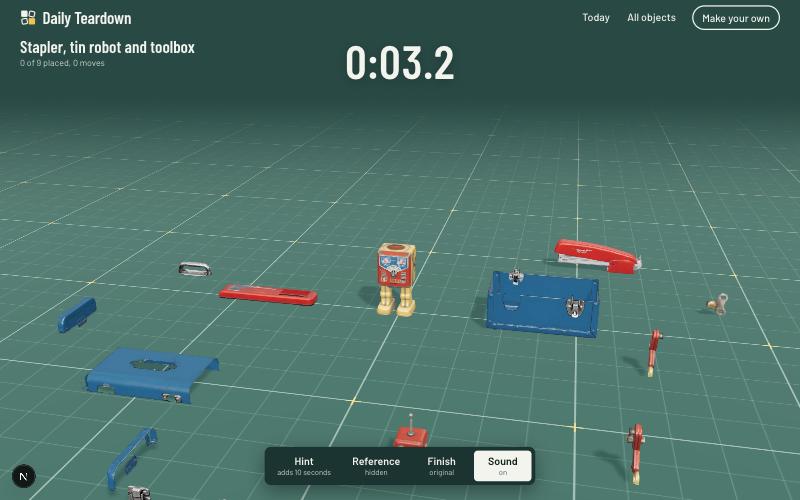 Daily Teardown
Today
All objects
Make your own
Stapler, tin robot and toolbox
0 of 9 placed, 0 moves
0:03.2
Hint
adds 10 seconds
Reference
hidden
Finish
original
Sound
on
N